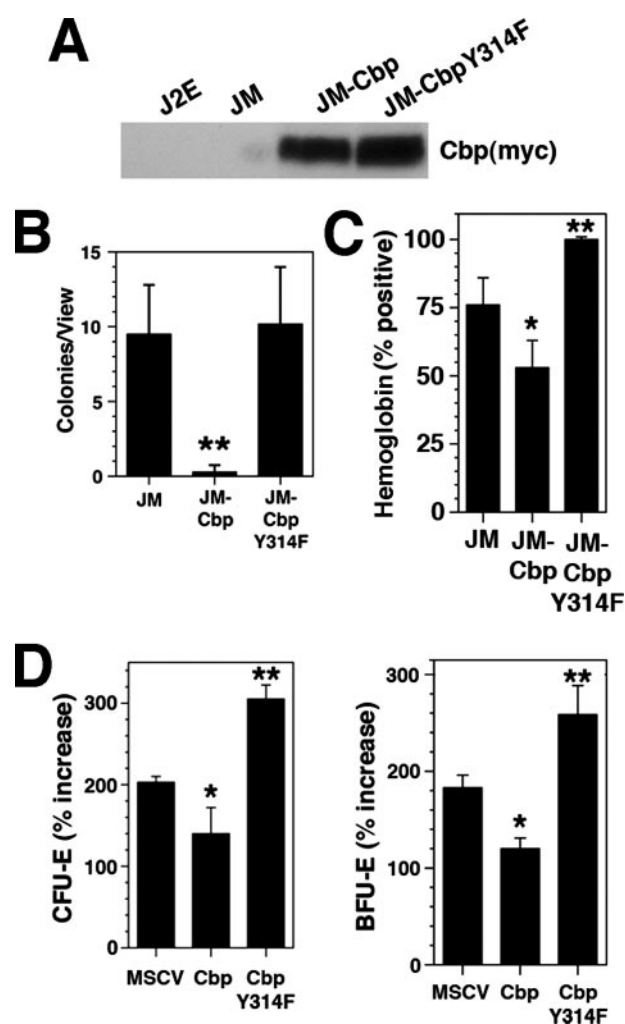 A
J2E JM JM-Cbp JM-CbpY314F
Cbp(myc)
B
Colonies/View
15
10
5
0
**
JM JM- JM-
Cbp Cbp
Y314F
C
Hemoglobin (% positive)
100
75
50
25
0
*
**
JM JM- JM-
Cbp Cbp
Y314F
D
CFU-E (% increase)
300
200
100
0
*
**
MSCV Cbp Cbp
Y314F
BFU-E (% increase)
300
200
100
0
*
**
MSCV Cbp Cbp
Y314F